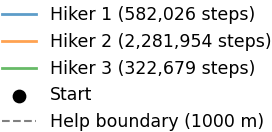 Hiker 1 (582,026 steps)
Hiker 2 (2,281,954 steps)
Hiker 3 (322,679 steps)
Start
Help boundary (1000 m)